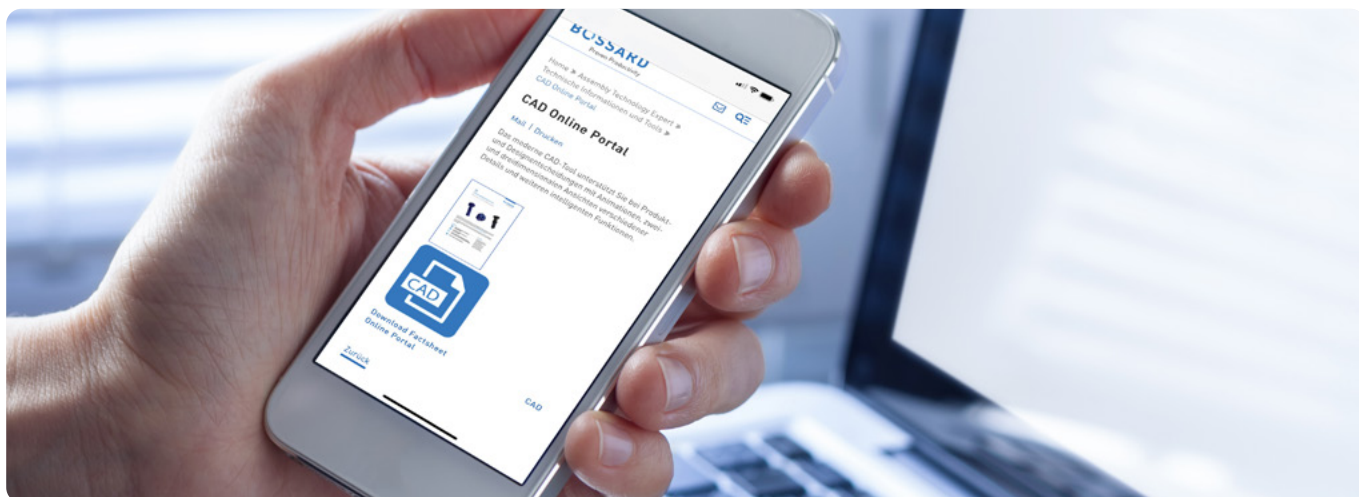 BOSSARD
Proven Productivity
Home » Assembly Technology Expert »
Technische Informationen und Tools »
CAD Online Portal
CAD Online Portal
Mail | Drucken
Das moderne CAD-Tool unterstützt Sie bei Produkt-
und Designentscheidungen mit Animationen, zwei-
und dreidimensionalen Ansichten verschiedener
Details und weiteren intelligenten Funktionen.
CAD
Download Factsheet
Online Portal
Zurück
CAD